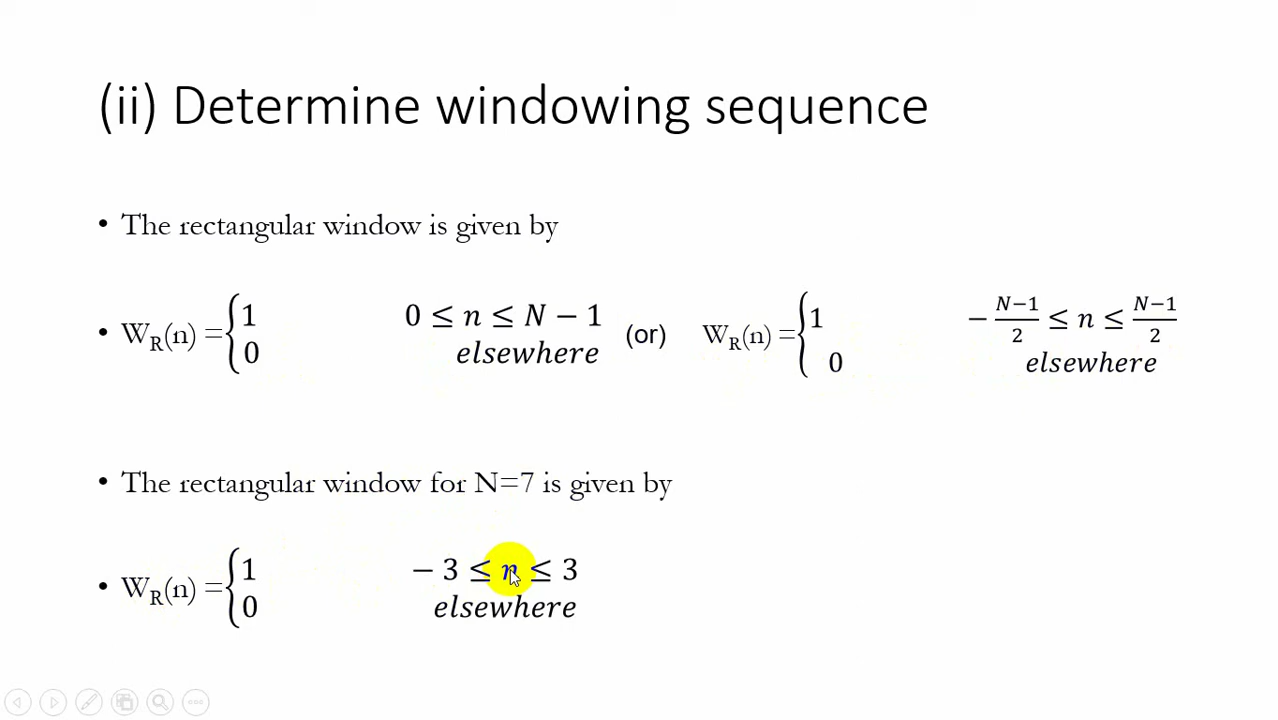 (ii) Determine windowing sequence
• The rectangular window is given by
• W_R(n) = {1 0 ≤ n ≤ N − 1
0 elsewhere
(or) W_R(n) = {1 −(N−1)/2 ≤ n ≤ (N−1)/2
0 elsewhere
• The rectangular window for N=7 is given by
• W_R(n) = {1 − 3 ≤ n ≤ 3
0 elsewhere